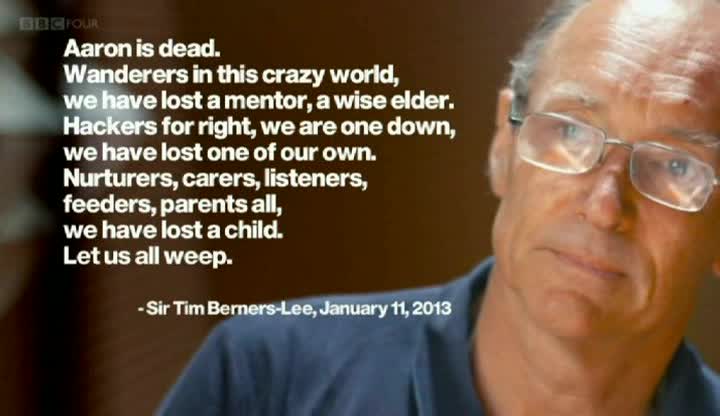 BBC FOUR
Aaron is dead.
Wanderers in this crazy world,
we have lost a mentor, a wise elder.
Hackers for right, we are one down,
we have lost one of our own.
Nurturers, carers, listeners,
feeders, parents all,
we have lost a child.
Let us all weep.
- Sir Tim Berners-Lee, January 11, 2013